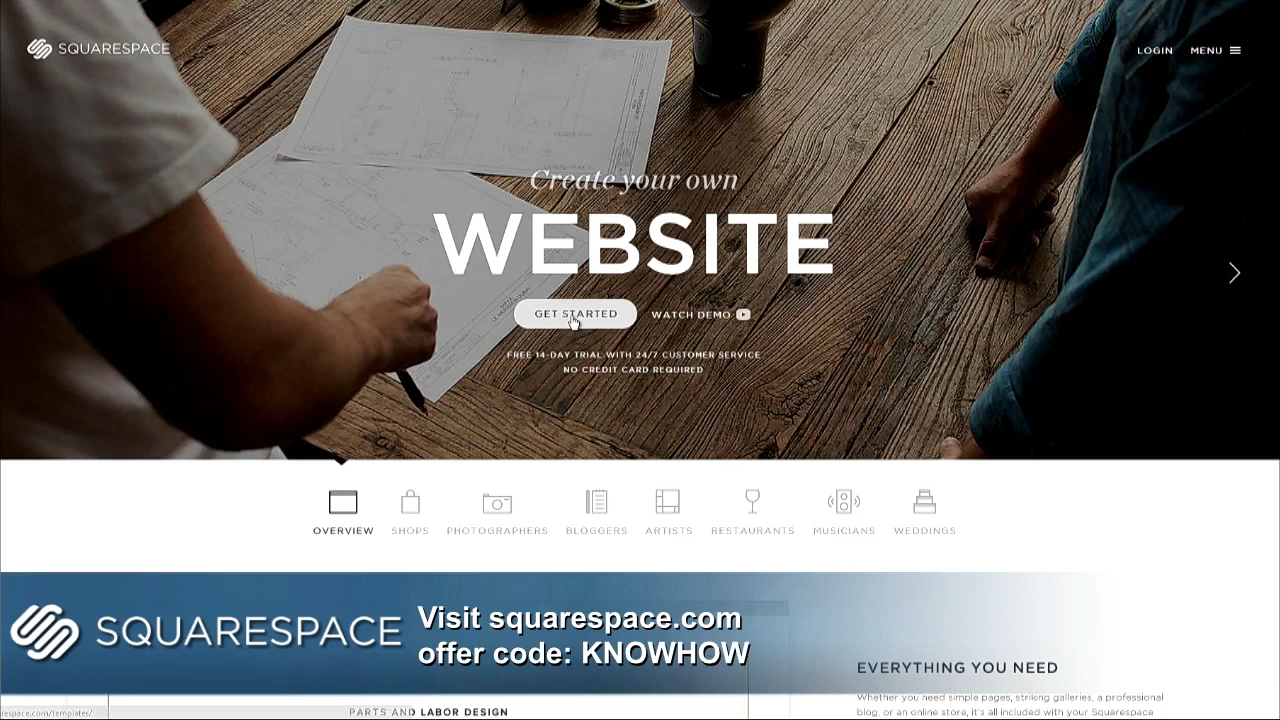 SQUARESPACE
LOGIN MENU
Create your own
WEBSITE
GET STARTED WATCH DEMO
FREE 14-DAY TRIAL WITH 24/7 CUSTOMER SERVICE
NO CREDIT CARD REQUIRED
OVERVIEW SHOPS PHOTOGRAPHERS BLOGGERS ARTISTS RESTAURANTS MUSICIANS WEDDINGS
SQUARESPACE
Visit squarespace.com
offer code: KNOWHOW
EVERYTHING YOU NEED
Whether you need simple pages, striking galleries, a professional
blog, or an online store, it's all included with your Squarespace
PARTS AND LABOR DESIGN
respace.com/templates/